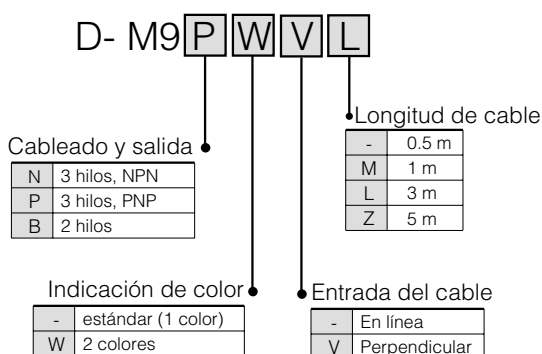 D- M9 P W V L
Longitud de cable
- 0.5 m
M 1 m
L 3 m
Z 5 m
Cableado y salida
N 3 hilos, NPN
P 3 hilos, PNP
B 2 hilos
Indicación de color
- estándar (1 color)
W 2 colores
Entrada del cable
- En línea
V Perpendicular